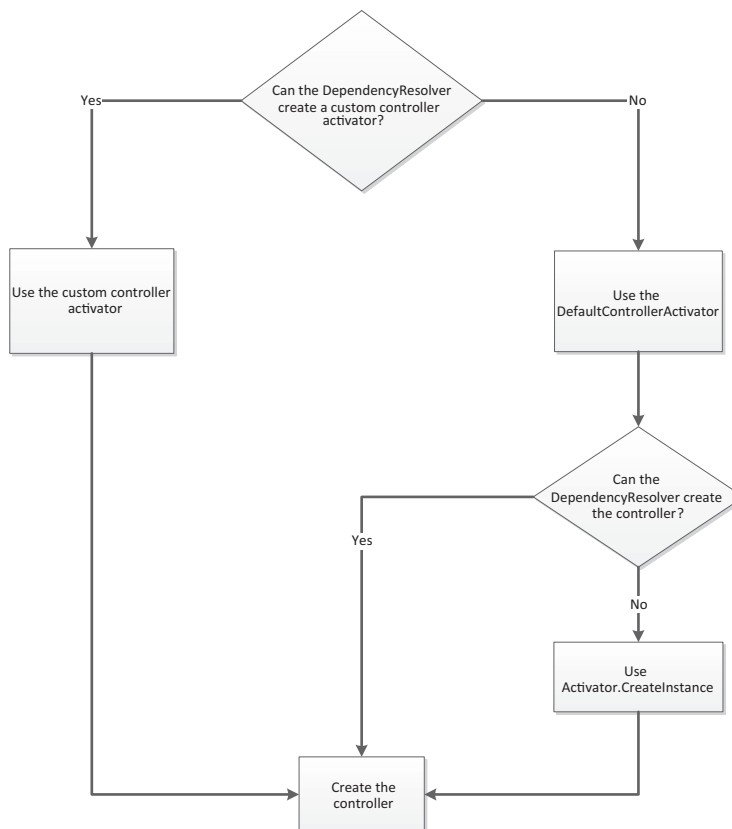 Can the DependencyResolver
create a custom controller
activator?
Yes
No
Use the custom controller
activator
Use the
DefaultControllerActivator
Can the
DependencyResolver create
the controller?
Yes
No
Use
Activator.CreateInstance
Create the
controller